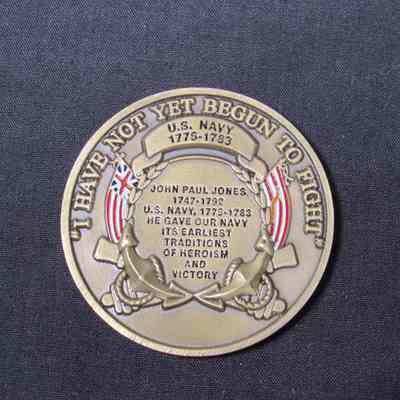 "I HAVE NOT YET BEGUN TO FIGHT"
U.S. NAVY
1775-1783
JOHN PAUL JONES
1747-1792
U.S. NAVY, 1775-1783
HE GAVE OUR NAVY
ITS EARLIEST
TRADITIONS
OF HEROISM
AND
VICTORY